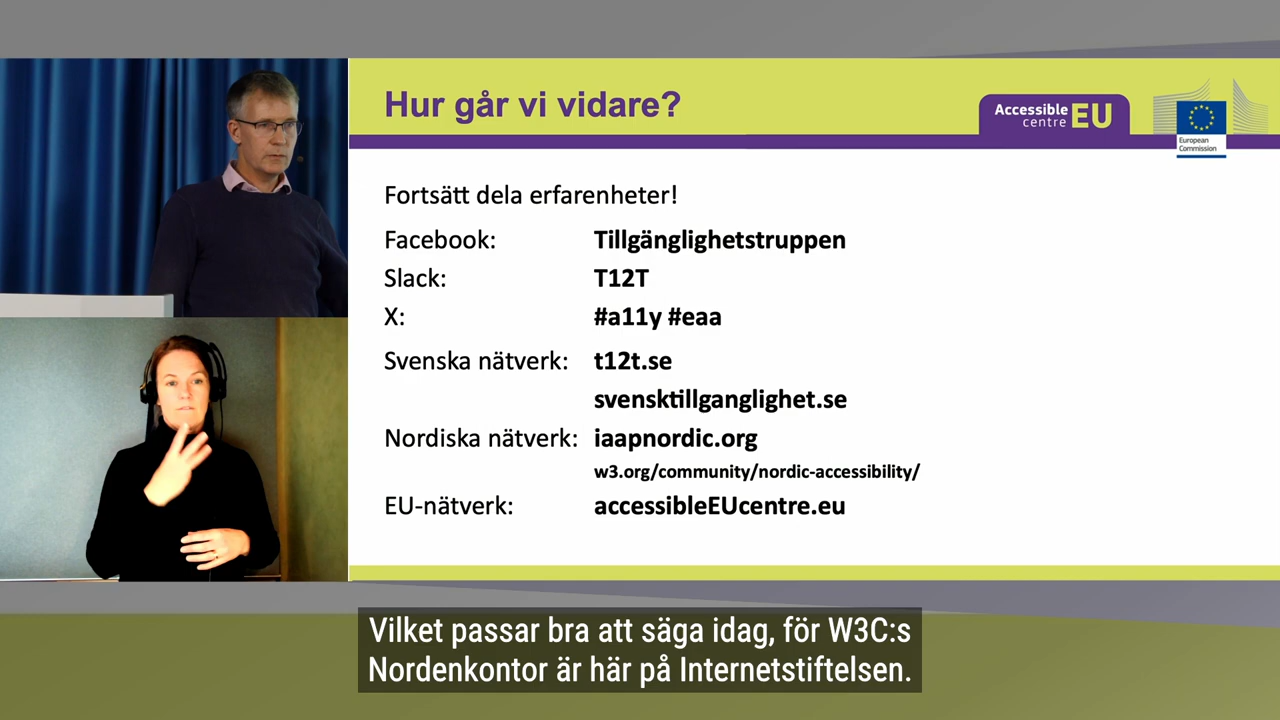 Hur går vi vidare?
Accessible EU
centre
European
Commission
Fortsätt dela erfarenheter!
Facebook: Tillgänglighetstruppen
Slack: T12T
X: #a11y #eaa
Svenska nätverk: t12t.se
svensktillganglighet.se
Nordiska nätverk: iaapnordic.org
w3.org/community/nordic-accessibility/
EU-nätverk: accessibleEUcentre.eu
Vilket passar bra att säga idag, för W3C:s
Nordenkontor är här på Internetstiftelsen.